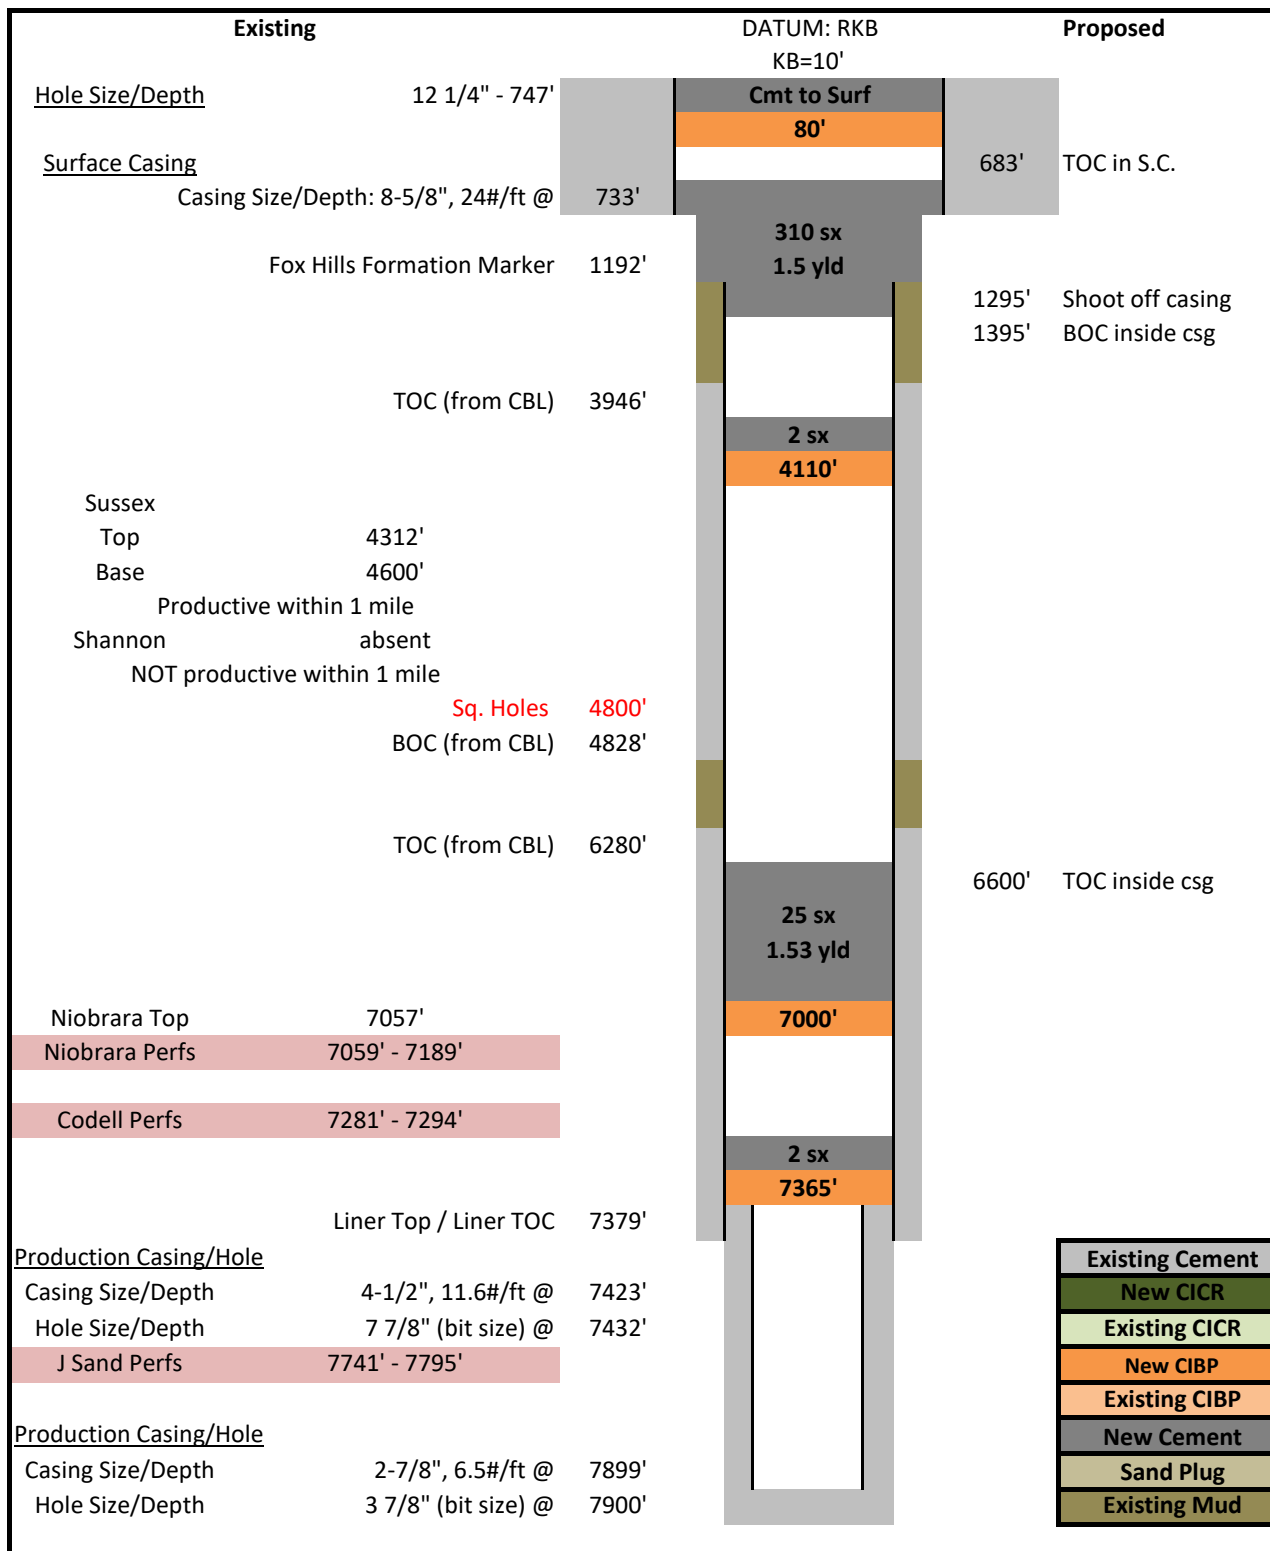 Existing DATUM: RKB Proposed
KB=10'
Hole Size/Depth 12 1/4" - 747' Cmt to Surf
80'
Surface Casing 683' TOC in S.C.
Casing Size/Depth: 8-5/8", 24#/ft @ 733'
310 sx
Fox Hills Formation Marker 1192' 1.5 yld
1295' Shoot off casing
1395' BOC inside csg
TOC (from CBL) 3946'
2 sx
4110'
Sussex
Top 4312'
Base 4600'
Productive within 1 mile
Shannon absent
NOT productive within 1 mile
Sq. Holes 4800'
BOC (from CBL) 4828'
TOC (from CBL) 6280'
6600' TOC inside csg
25 sx
1.53 yld
Niobrara Top 7057' 7000'
Niobrara Perfs 7059' - 7189'
Codell Perfs 7281' - 7294'
2 sx
7365'
Liner Top / Liner TOC 7379'
Production Casing/Hole Existing Cement
Casing Size/Depth 4-1/2", 11.6#/ft @ 7423' New CICR
Hole Size/Depth 7 7/8" (bit size) @ 7432' Existing CICR
J Sand Perfs 7741' - 7795' New CIBP
Existing CIBP
Production Casing/Hole New Cement
Casing Size/Depth 2-7/8", 6.5#/ft @ 7899' Sand Plug
Hole Size/Depth 3 7/8" (bit size) @ 7900' Existing Mud